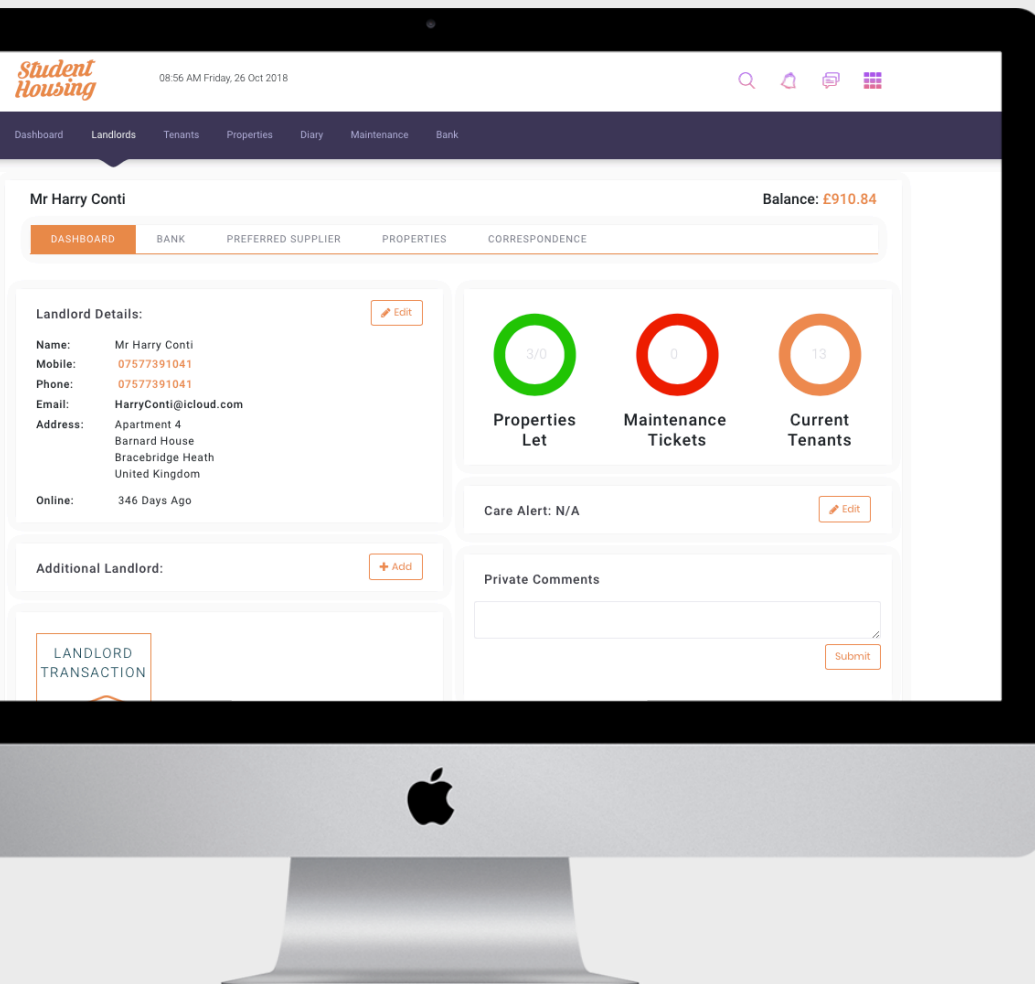 Student
Housing
08:56 AM Friday, 26 Oct 2018
Dashboard Landlords Tenants Properties Diary Maintenance Bank
Mr Harry Conti
Balance: £910.84
DASHBOARD BANK PREFERRED SUPPLIER PROPERTIES CORRESPONDENCE
Landlord Details:
Edit
Name: Mr Harry Conti
Mobile: 07577391041
Phone: 07577391041
Email: HarryConti@icloud.com
Address: Apartment 4
Barnard House
Bracebridge Heath
United Kingdom
Online: 346 Days Ago
Additional Landlord:
Add
LANDLORD
TRANSACTION
3/0
Properties
Let
0
Maintenance
Tickets
13
Current
Tenants
Care Alert: N/A
Edit
Private Comments
Submit